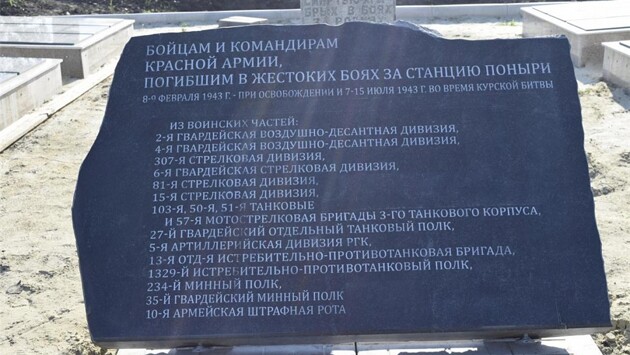 БРЫХ В БОЯХ
БОЙЦАМ И КОМАНДИРАМ
КРАСНОЙ АРМИИ,
ПОГИБШИМ В ЖЕСТОКИХ БОЯХ ЗА СТАНЦИЮ ПОНЫРИ
8-9 ФЕВРАЛЯ 1943 Г. - ПРИ ОСВОБОЖДЕНИИ И 7-15 ИЮЛЯ 1943 Г. ВО ВРЕМЯ КУРСКОЙ БИТВЫ
ИЗ ВОИНСКИХ ЧАСТЕЙ:
2-Я ГВАРДЕЙСКАЯ ВОЗДУШНО-ДЕСАНТНАЯ ДИВИЗИЯ,
4-Я ГВАРДЕЙСКАЯ ВОЗДУШНО-ДЕСАНТНАЯ ДИВИЗИЯ,
307-Я СТРЕЛКОВАЯ ДИВИЗИЯ,
6-Я ГВАРДЕЙСКАЯ СТРЕЛКОВАЯ ДИВИЗИЯ,
81-Я СТРЕЛКОВАЯ ДИВИЗИЯ,
15-Я СТРЕЛКОВАЯ ДИВИЗИЯ,
103-Я, 50-Я, 51-Я ТАНКОВЫЕ
И 57-Я МОТОСТРЕЛКОВАЯ БРИГАДЫ 3-ГО ТАНКОВОГО КОРПУСА,
27-Й ГВАРДЕЙСКИЙ ОТДЕЛЬНЫЙ ТАНКОВЫЙ ПОЛК,
5-Я АРТИЛЛЕРИЙСКАЯ ДИВИЗИЯ РГК,
13-Я ОТД-Я ИСТРЕБИТЕЛЬНО-ПРОТИВОТАНКОВАЯ БРИГАДА,
1329-Й ИСТРЕБИТЕЛЬНО-ПРОТИВОТАНКОВЫЙ ПОЛК,
234-Й МИННЫЙ ПОЛК,
35-Й ГВАРДЕЙСКИЙ МИННЫЙ ПОЛК
10-Я АРМЕЙСКАЯ ШТРАФНАЯ РОТА